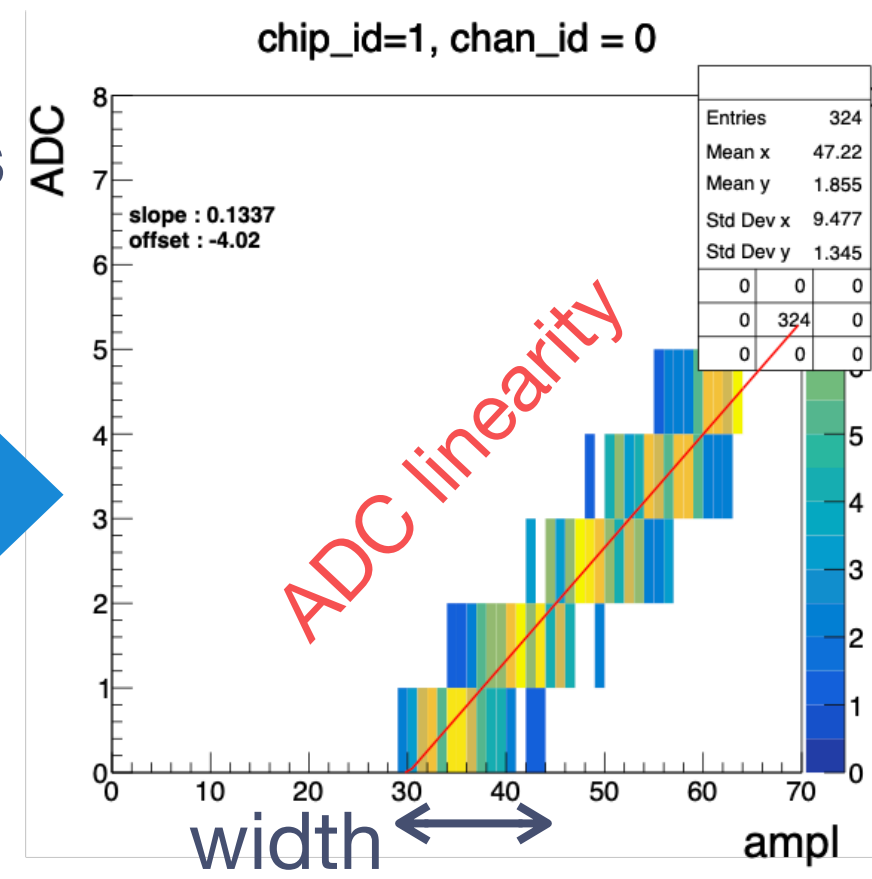 chip_id=1, chan_id = 0
ADC
8
7
6
5
4
3
2
1
0
slope : 0.1337
offset : -4.02
Entries 324
Mean x 47.22
Mean y 1.855
Std Dev x 9.477
Std Dev y 1.345
0 0 0
0 324 0
0 0 0
ADC linearity
5
4
3
2
1
0
0 10 20 30 40 50 60 70
width
ampl